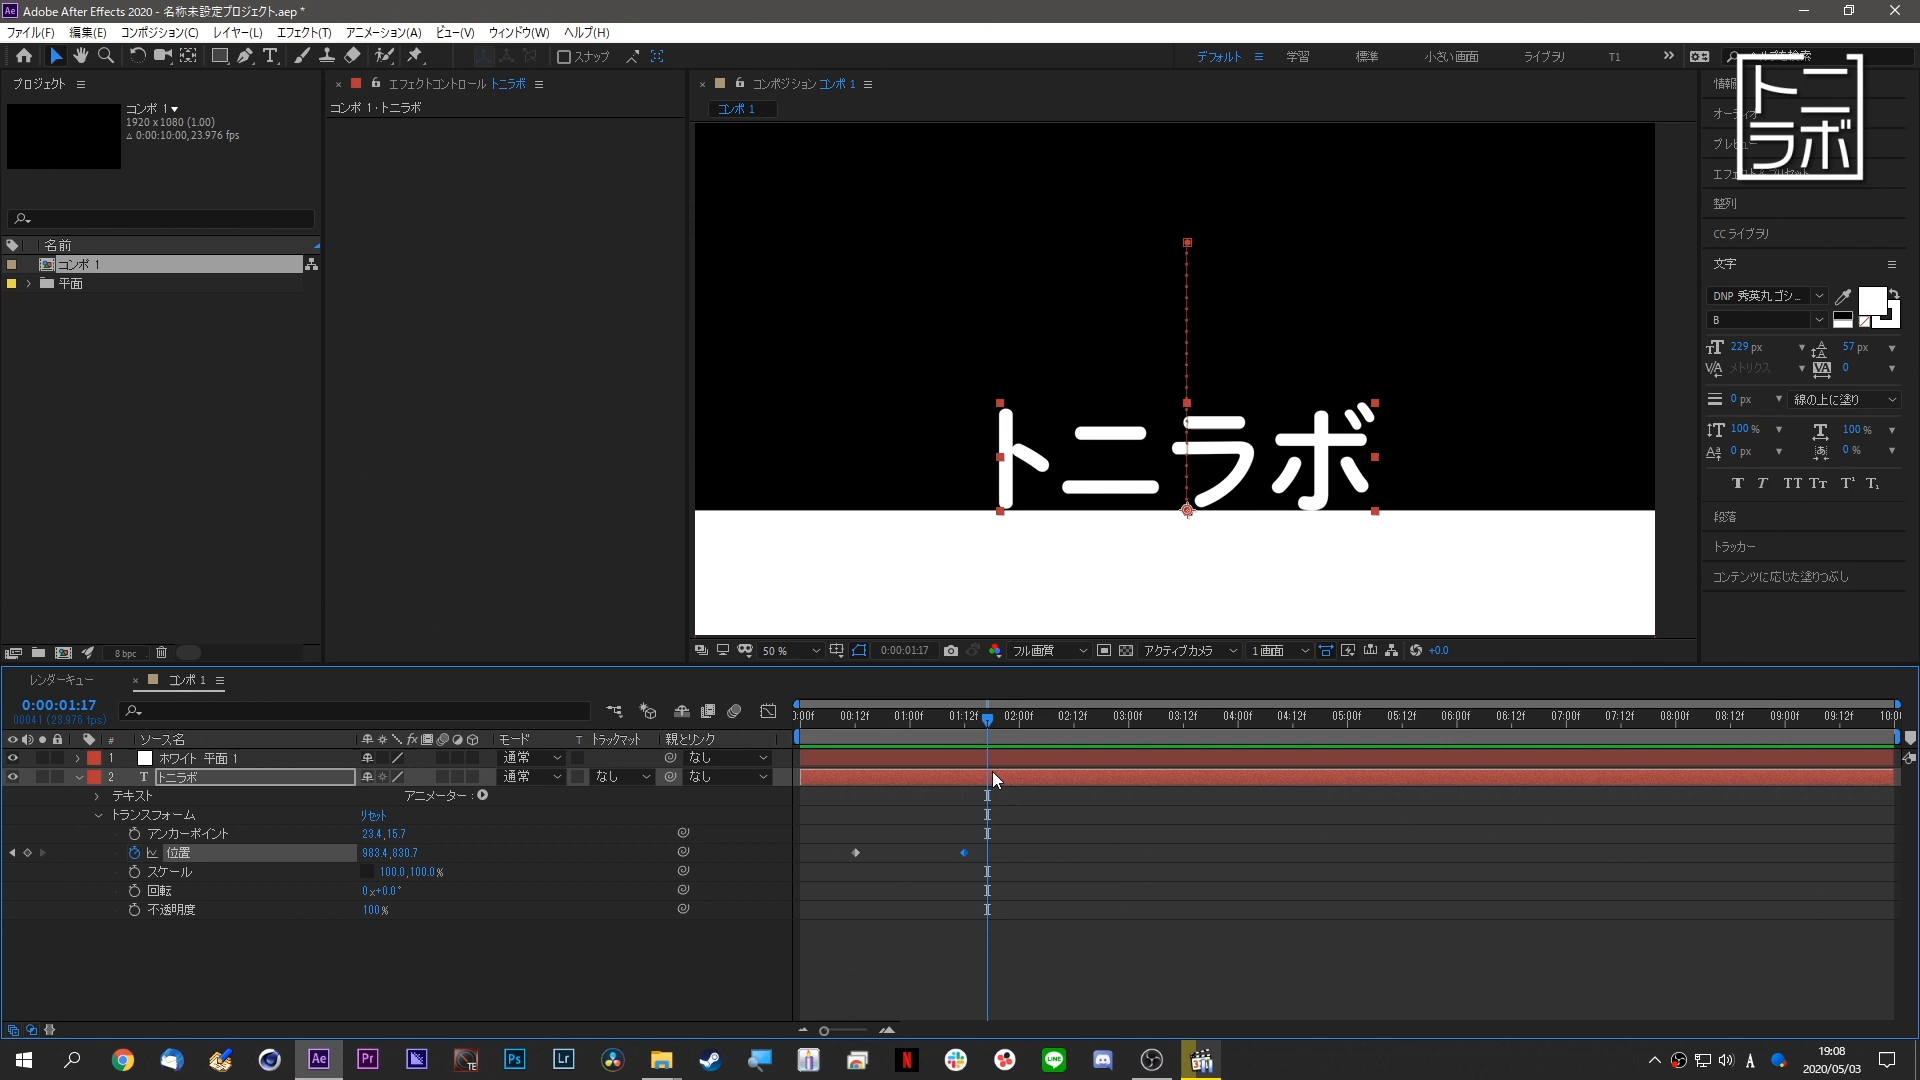 Adobe After Effects 2020 - 名称未設定プロジェクト.aep *
ファイル(F) 編集(E) コンポジション(C) レイヤー(L) エフェクト(T) アニメーション(A) ビュー(V) ウィンドウ(W) ヘルプ(H)
スナップ
デフォルト 学習 標準 小さい画面 ライブラリ T1
プロジェクト
エフェクトコントロール トニラボ
コンポジション コンポ 1
コンポ 1
1920 x 1080 (1.00)
Δ 0:00:10:00, 23.976 fps
コンポ 1・トニラボ
コンポ 1
トニラボ
整列
CC ライブラリ
文字
DNP 秀英丸ゴシ...
B
229 px 57 px
メトリクス 0
0 px 線の上に塗り
100 % 100 %
0 px 0 %
段落
トラッカー
コンテンツに応じた塗りつぶし
名前
コンポ 1
平面
トニラボ
8 bpc
50 % 0:00:01:17 フル画質 アクティブカメラ 1画面 +0.0
レンダーキュー コンポ 1
0:00:01:17
00041 (23.976 fps)
00:12f 01:00f 01:12f 02:00f 02:12f 03:00f 03:12f 04:00f 04:12f 05:00f 05:12f 06:00f 06:12f 07:00f 07:12f 08:00f 08:12f 09:00f 09:12f
# ソース名 モード T トラックマット 親とリンク
1 ホワイト 平面 1 通常 なし
2 T トニラボ 通常 なし なし
テキスト アニメーター :
トランスフォーム リセット
アンカーポイント 23.4,15.7
位置 983.4,830.7
スケール 100.0,100.0%
回転 0x+0.0°
不透明度 100%
19:08
2020/05/03